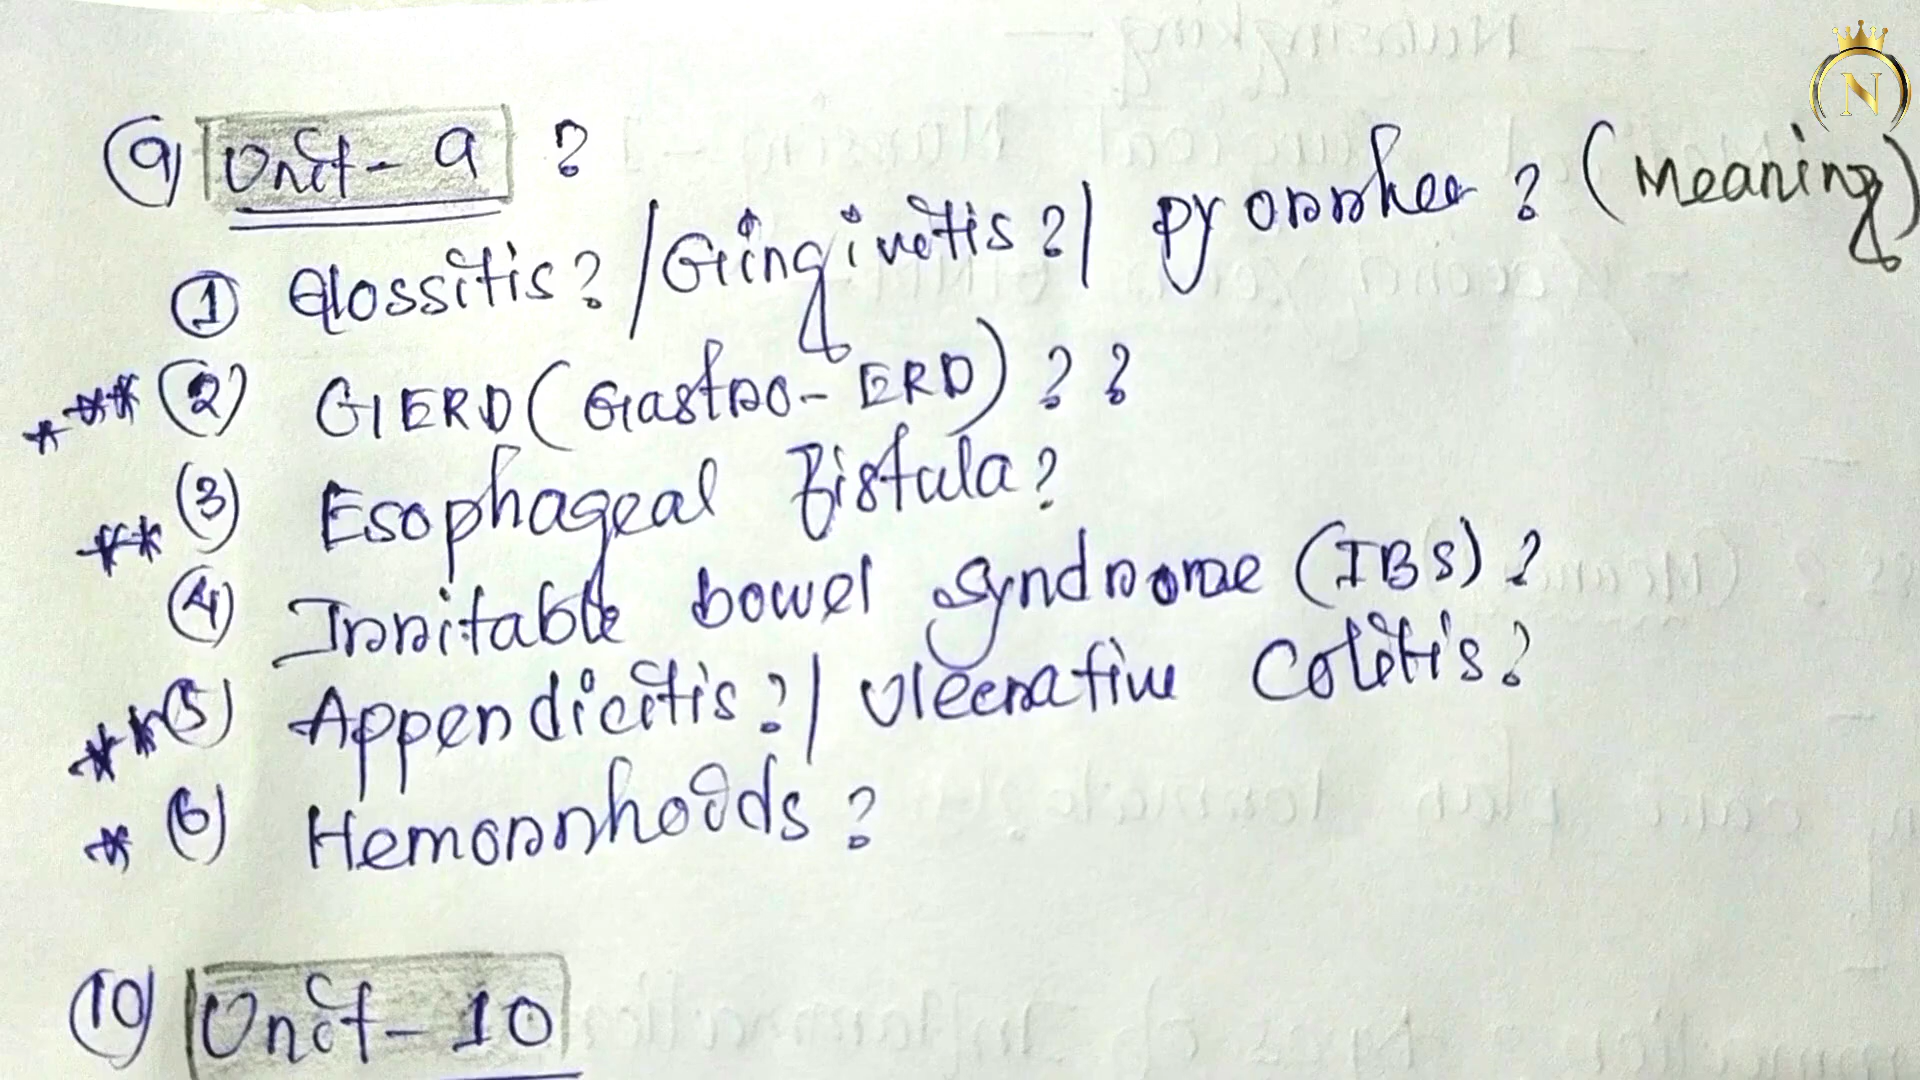 N
(9) Unit - 9 ?
(1) Glossitis? / Gingivitis? / Pyorrhea ? (Meaning)
*** (2) GERD (Gastro-ERD) ? ?
(3) Esophageal fistula?
** (4) Irritable bowel syndrome (IBS) ?
** (5) Appendicitis? / Ulcerative Colitis?
* (6) Hemorrhoids ?
(10) Unit - 10